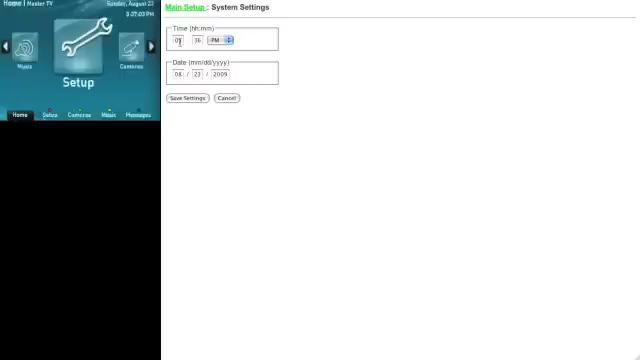 Home | Master TV
Sunday, August 23
3:37:03 PM
Music
Cameras
Setup
Home Setup Cameras Music Messages
Main Setup : System Settings
Time (hh:mm)
36 PM
Date (mm/dd/yyyy)
08 / 23 / 2009
Save Settings Cancel